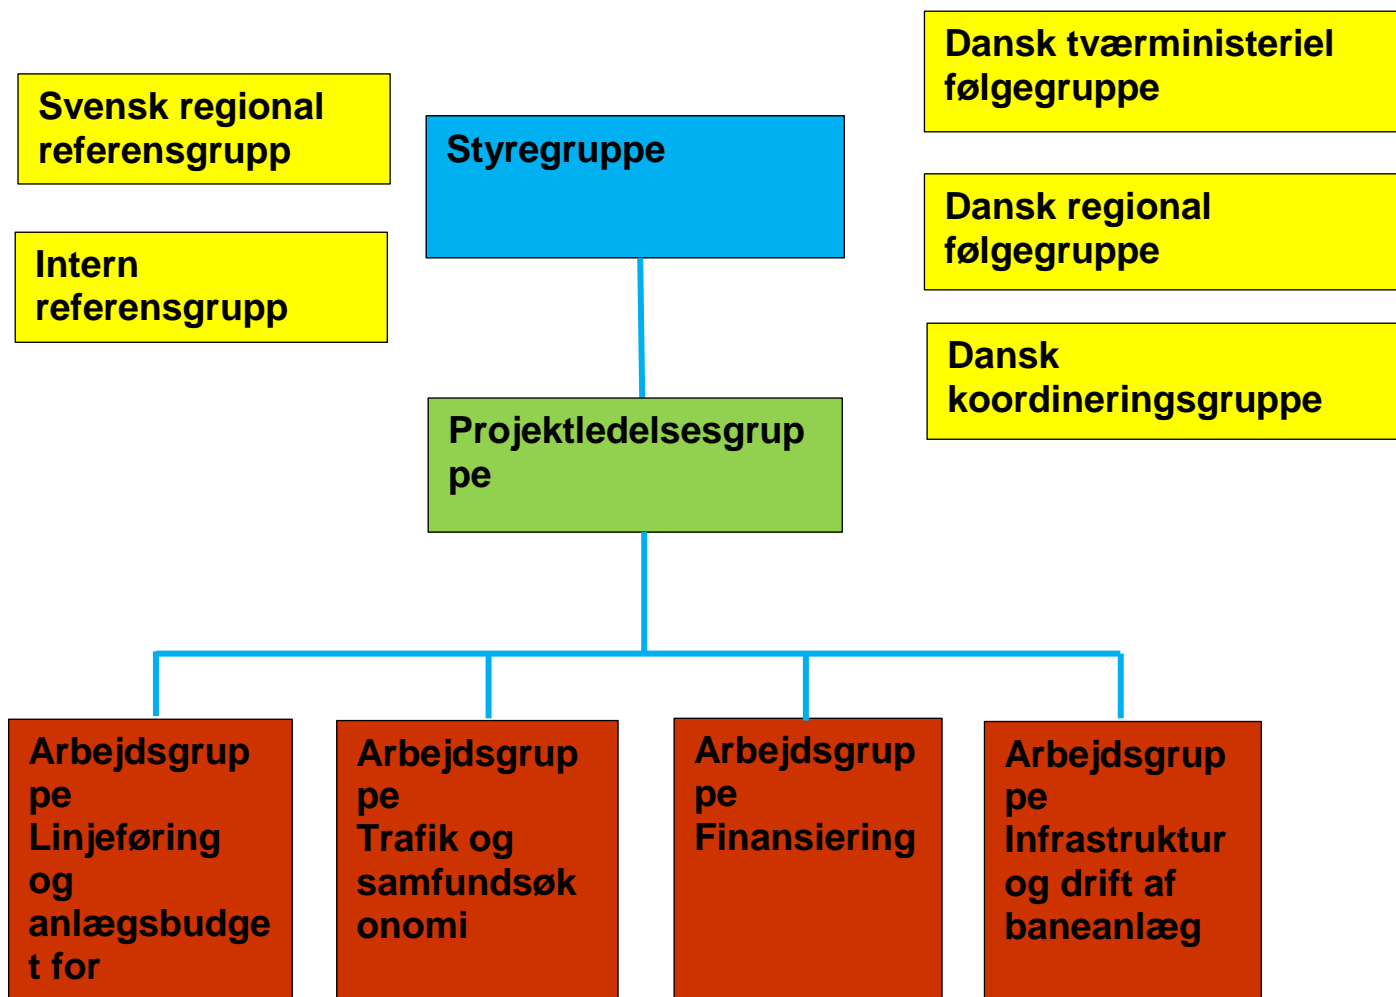 Svensk regional
referensgrupp
Intern
referensgrupp
Styregruppe
Dansk tværministeriel
følgegruppe
Dansk regional
følgegruppe
Dansk
koordineringsgruppe
Projektledelsesgrup
pe
Arbejdsgrup
pe
Linjeføring
og
anlægsbudge
t for
Arbejdsgrup
pe
Trafik og
samfundsøk
onomi
Arbejdsgrup
pe
Finansiering
Arbejdsgrup
pe
Infrastruktur
og drift af
baneanlæg